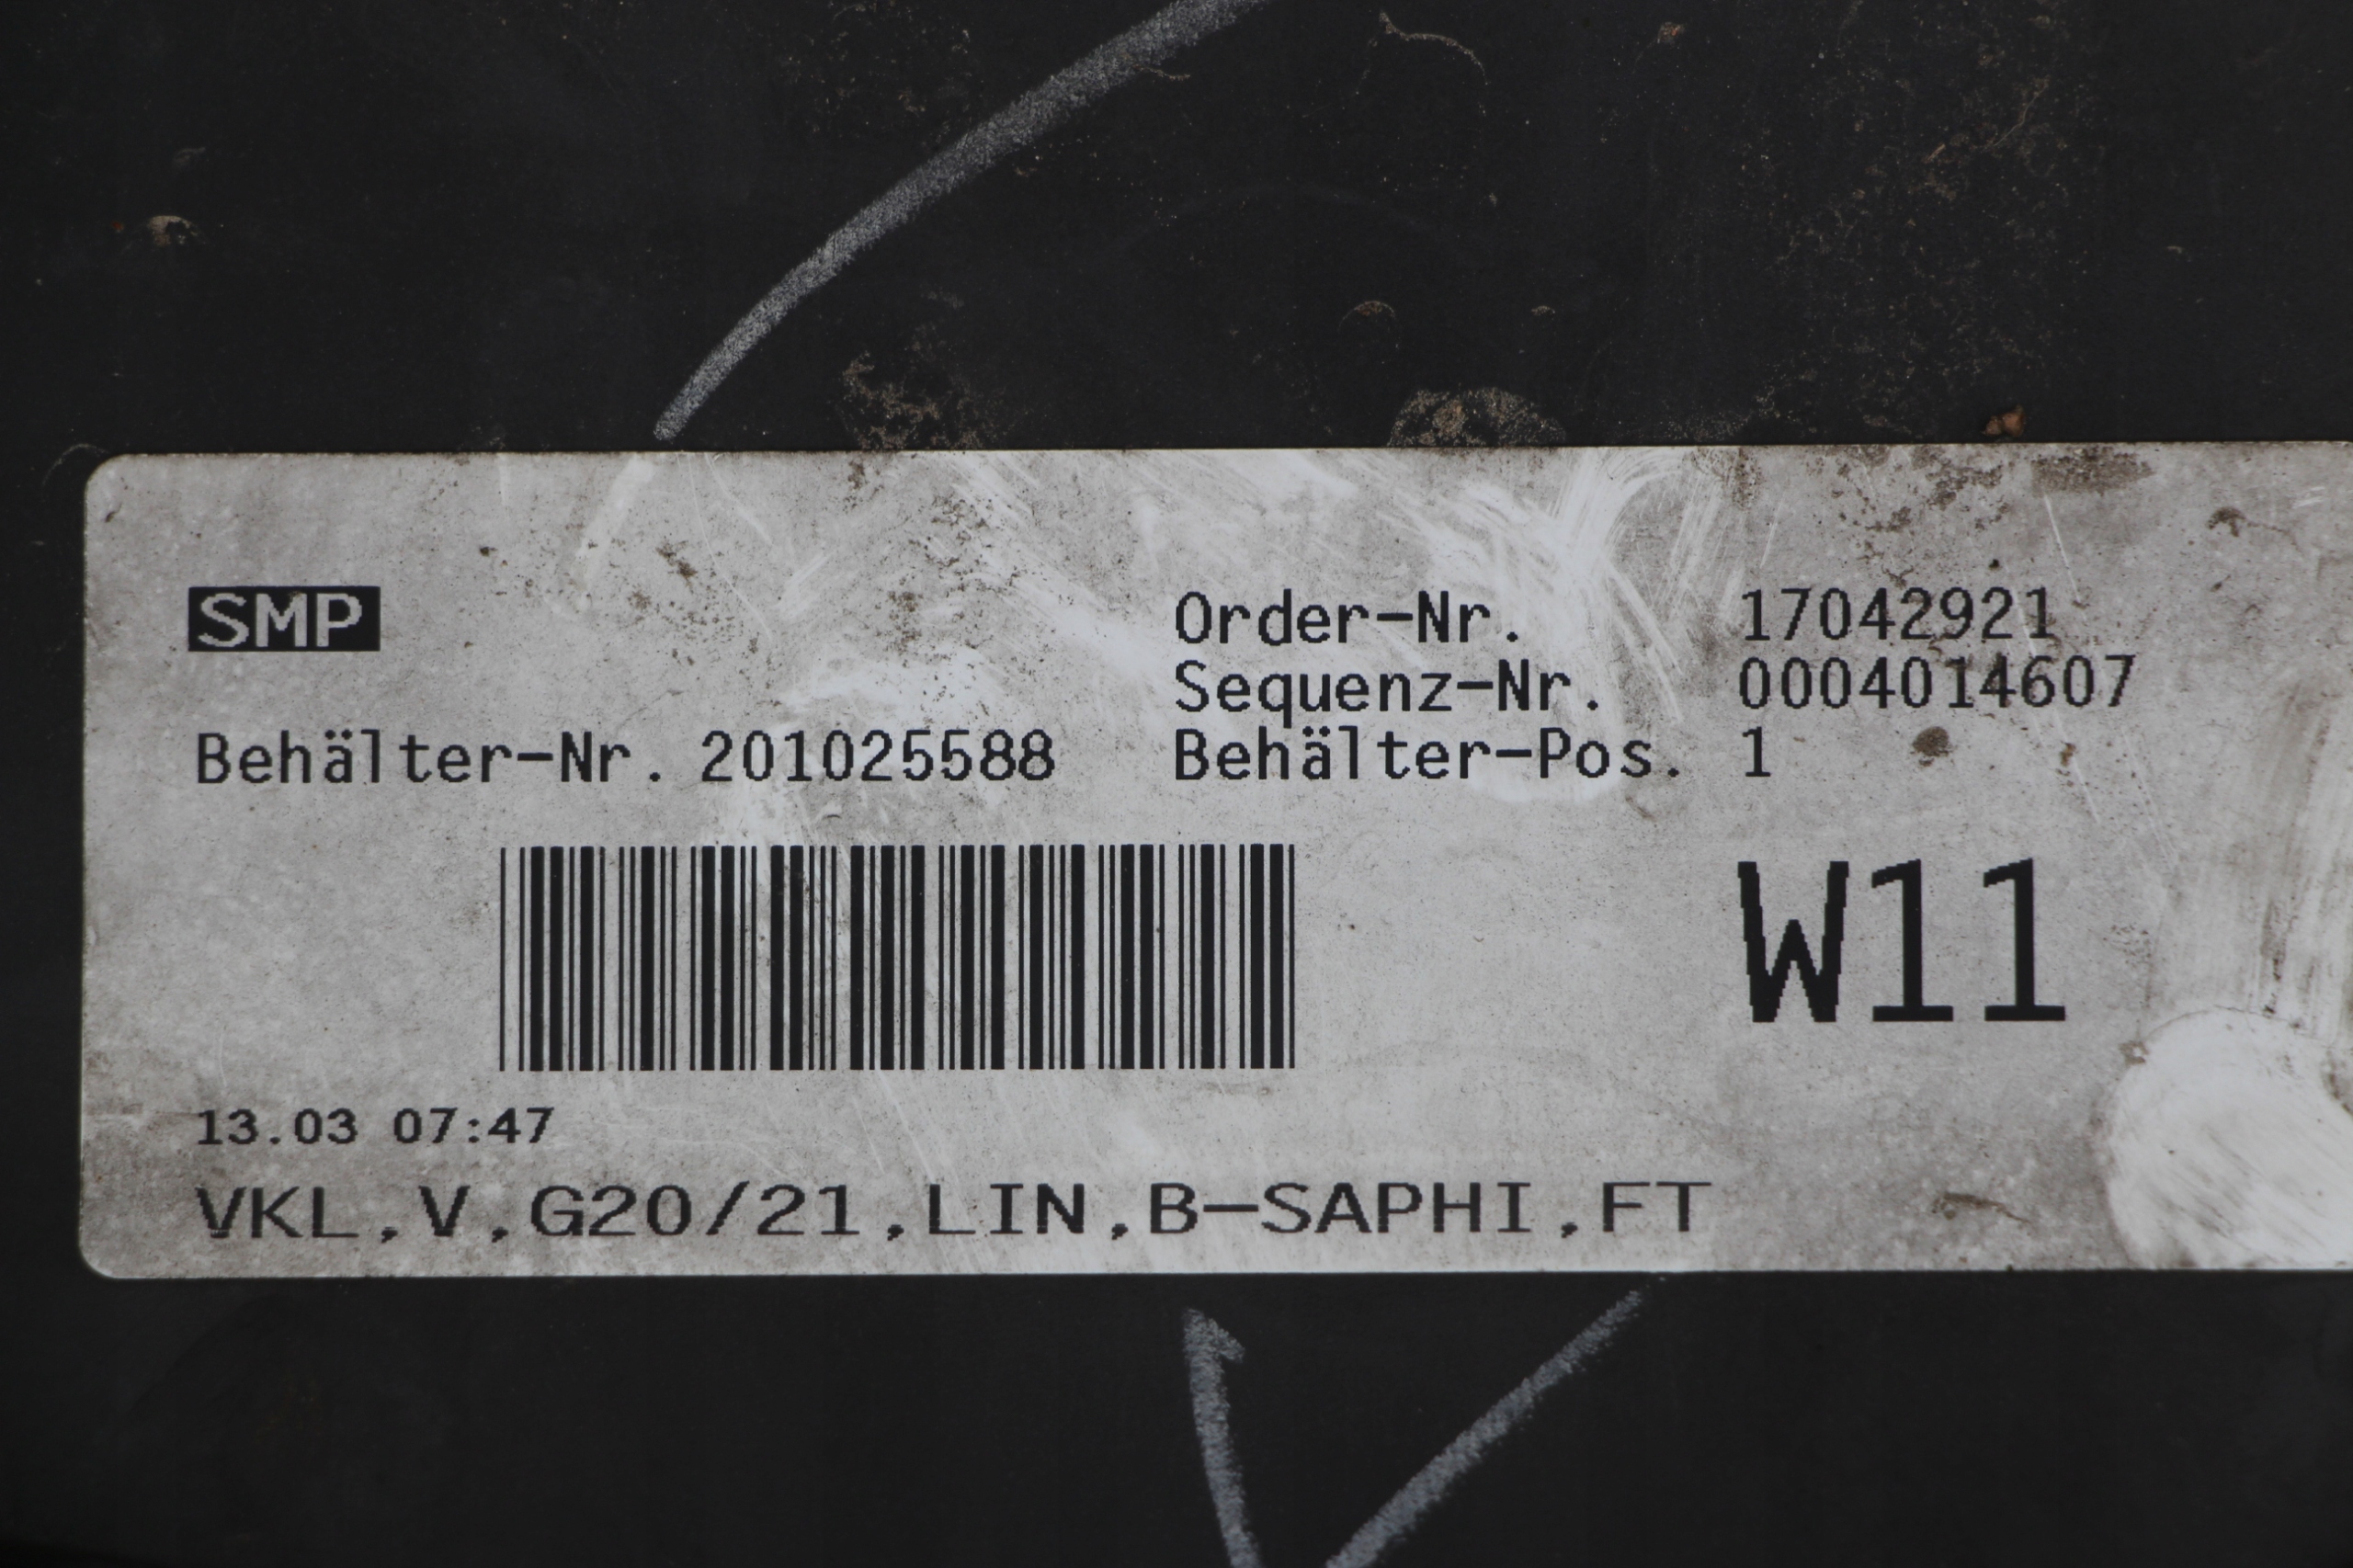 SMP
Order-Nr. 17042921
Sequenz-Nr. 0004014607
Behälter-Nr. 201025588 Behälter-Pos. 1
W11
13.03 07:47
VKL,V,G20/21,LIN,B-SAPHI,FT